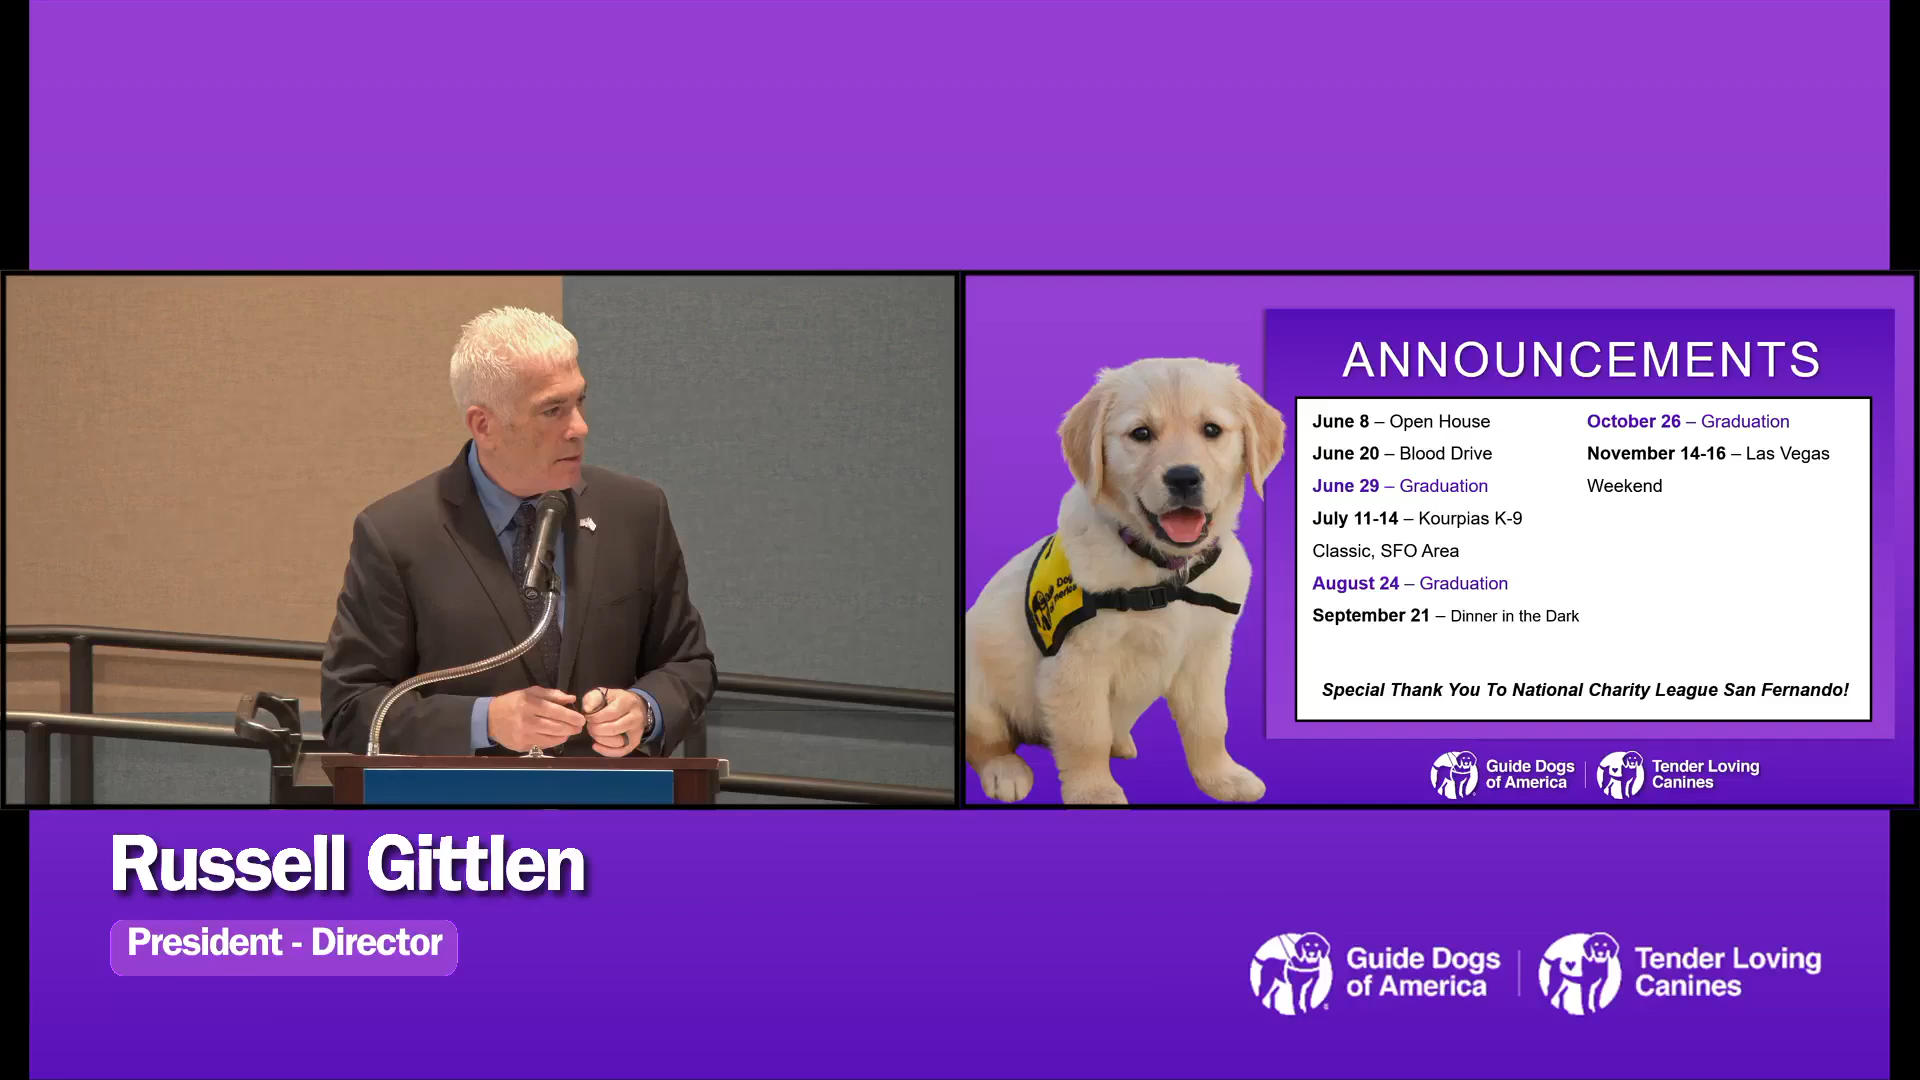 ANNOUNCEMENTS
June 8 – Open House
June 20 – Blood Drive
June 29 – Graduation
July 11-14 – Kourpias K-9
Classic, SFO Area
August 24 – Graduation
September 21 – Dinner in the Dark
October 26 – Graduation
November 14-16 – Las Vegas
Weekend
Special Thank You To National Charity League San Fernando!
Guide Dogs
of America
Tender Loving
Canines
Russell Gittlen
President - Director
Guide Dogs
of America
Tender Loving
Canines